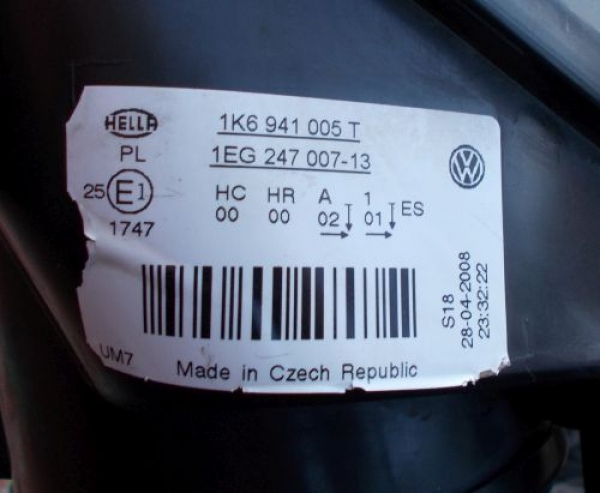 HELLA
1K6 941 005 T
PL
1EG 247 007-13
VW
25 E1
HC HR A 1
00 00 02 01 ES
1747
S18
28-04-2008
23:32:22
UM7
Made in Czech Republic